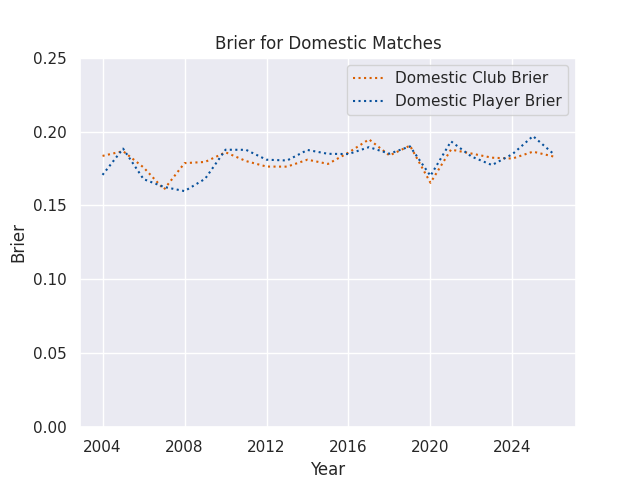 Brier for Domestic Matches
Domestic Club Brier
Domestic Player Brier
0.25
0.20
0.15
0.10
0.05
0.00
Brier
2004 2008 2012 2016 2020 2024
Year